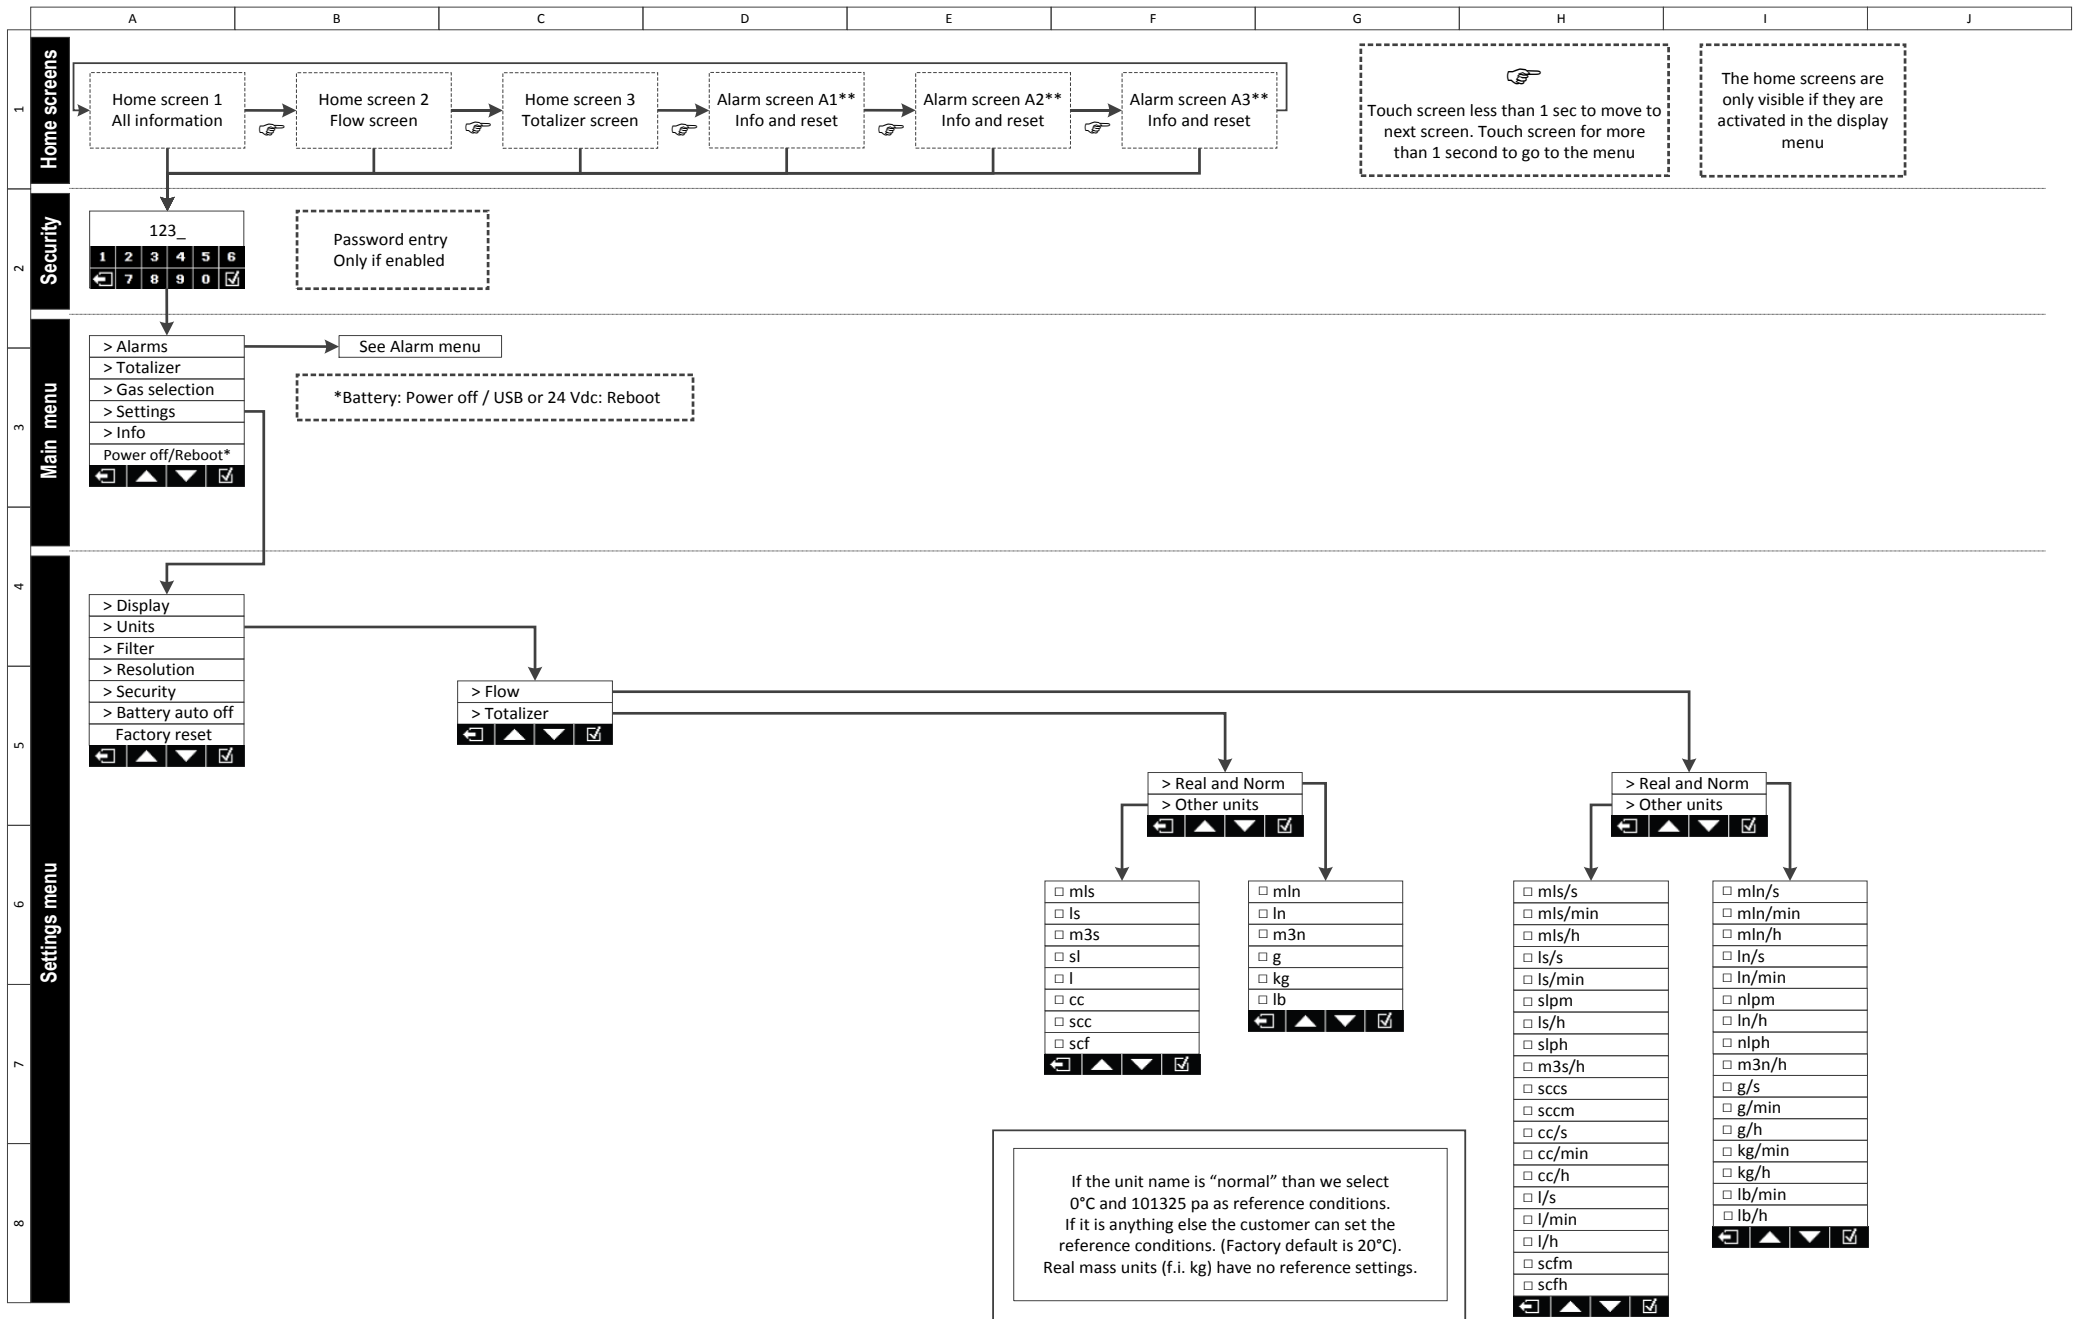 A
B
C
D
E
F
G
H
I
J
1
2
3
4
5
6
7
8
Home screens
Home screen 1
All information
Home screen 2
Flow screen
Home screen 3
Totalizer screen
Alarm screen A1**
Info and reset
Alarm screen A2**
Info and reset
Alarm screen A3**
Info and reset
Touch screen less than 1 sec to move to
next screen. Touch screen for more
than 1 second to go to the menu
The home screens are
only visible if they are
activated in the display
menu
Security
123_
1 2 3 4 5 6
7 8 9 0
Password entry
Only if enabled
Main menu
> Alarms
> Totalizer
> Gas selection
> Settings
> Info
Power off/Reboot*
See Alarm menu
*Battery: Power off / USB or 24 Vdc: Reboot
Settings menu
> Display
> Units
> Filter
> Resolution
> Security
> Battery auto off
Factory reset
> Flow
> Totalizer
> Real and Norm
> Other units
> Real and Norm
> Other units
□ mls
□ ls
□ m3s
□ sl
□ l
□ cc
□ scc
□ scf
□ mln
□ ln
□ m3n
□ g
□ kg
□ lb
□ mls/s
□ mls/min
□ mls/h
□ ls/s
□ ls/min
□ slpm
□ ls/h
□ slph
□ m3s/h
□ sccs
□ sccm
□ cc/s
□ cc/min
□ cc/h
□ l/s
□ l/min
□ l/h
□ scfm
□ scfh
□ mln/s
□ mln/min
□ mln/h
□ ln/s
□ ln/min
□ nlpm
□ ln/h
□ nlph
□ m3n/h
□ g/s
□ g/min
□ g/h
□ kg/min
□ kg/h
□ lb/min
□ lb/h
If the unit name is “normal” than we select
0°C and 101325 pa as reference conditions.
If it is anything else the customer can set the
reference conditions. (Factory default is 20°C).
Real mass units (f.i. kg) have no reference settings.